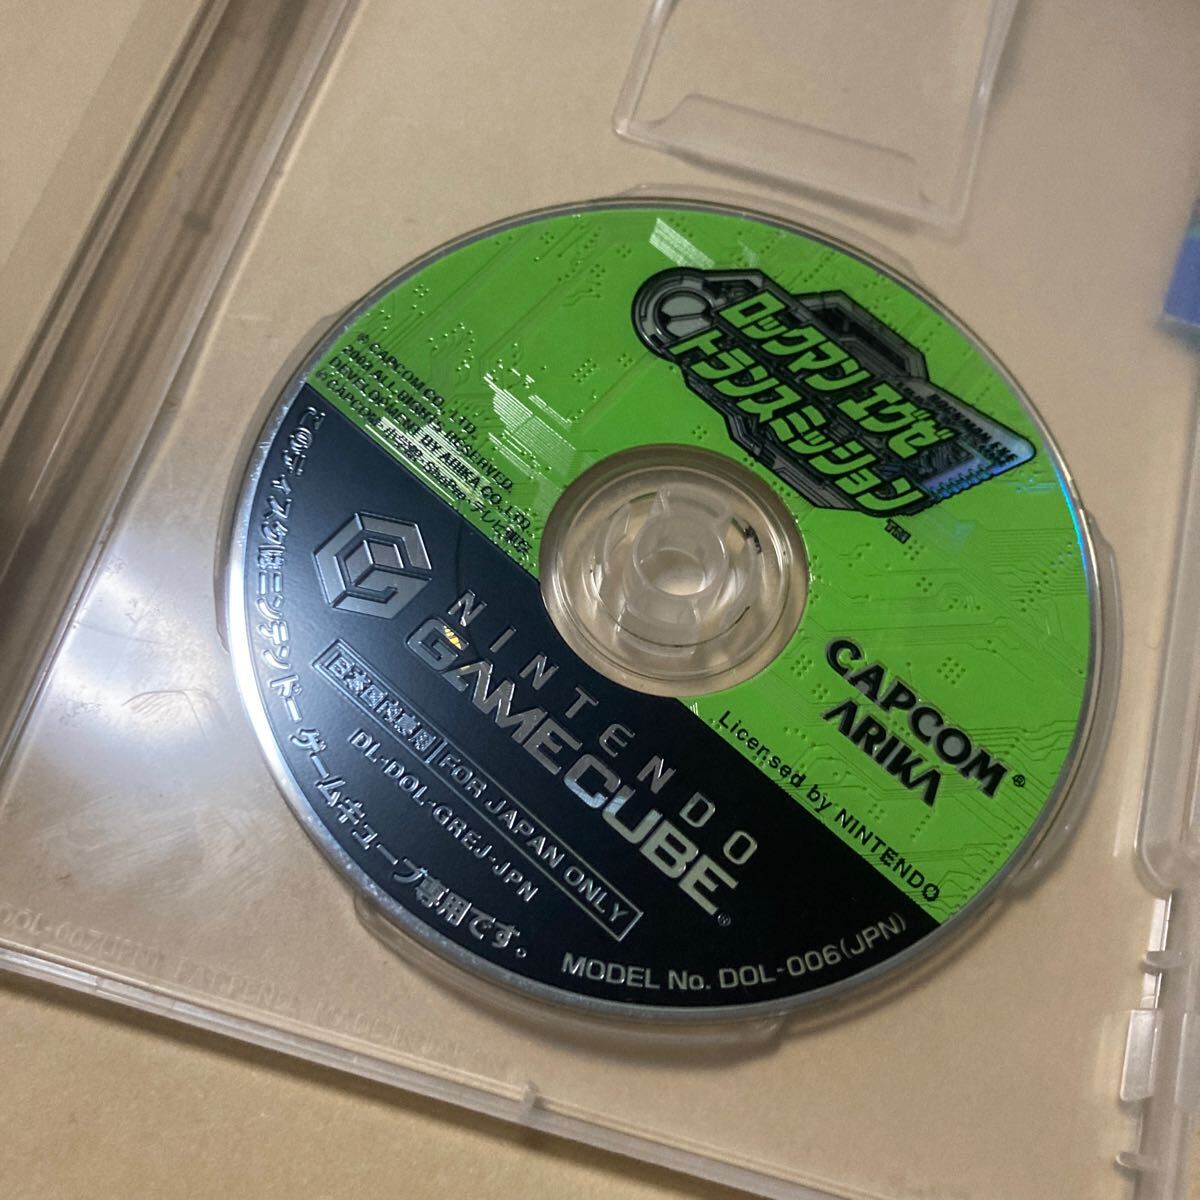 ロックマン エグゼ
トランスミッション
TM
© CAPCOM CO., LTD.
2003 ALL RIGHTS RESERVED.
DEVELOPMENT BY ARIKA CO., LTD.
CAPCOM
ARIKA
®
Licensed by NINTENDO
NINTENDO
GAMECUBE®
日本国内専用 FOR JAPAN ONLY
DL-DOL-GREJ-JPN
このディスクはニンテンドーゲームキューブ専用です。
MODEL No. DOL-006(JPN)